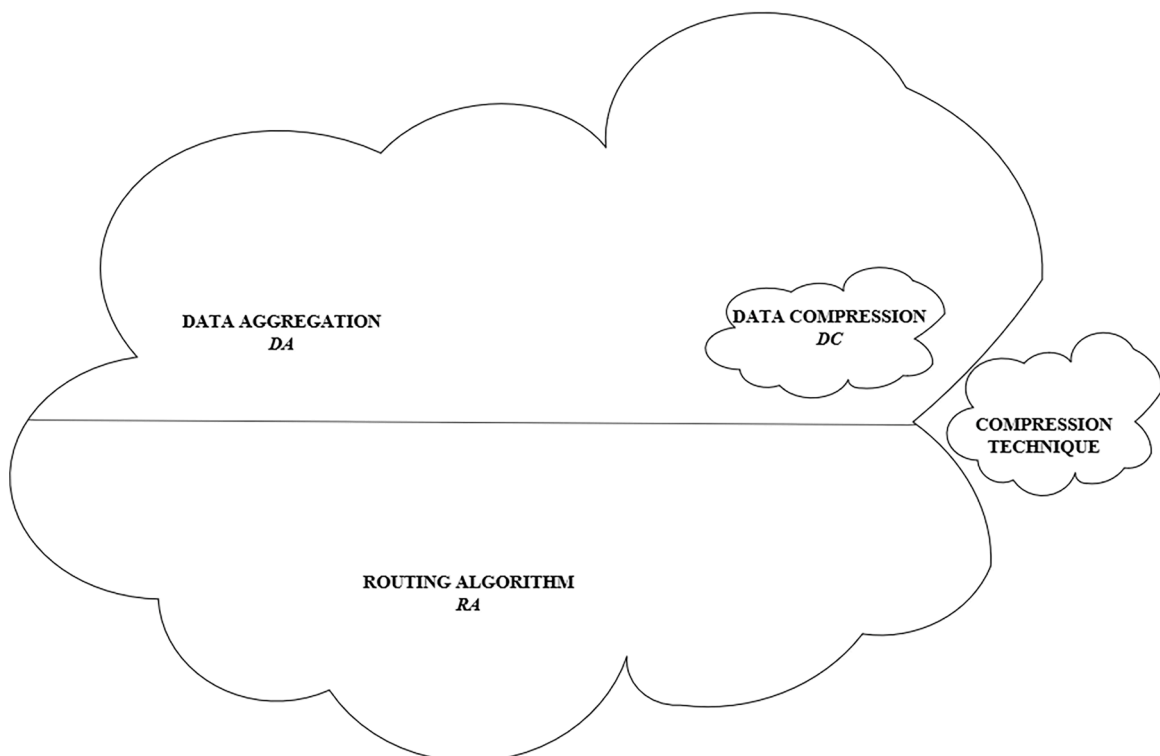 DATA AGGREGATION
DA
DATA COMPRESSION
DC
COMPRESSION
TECHNIQUE
ROUTING ALGORITHM
RA